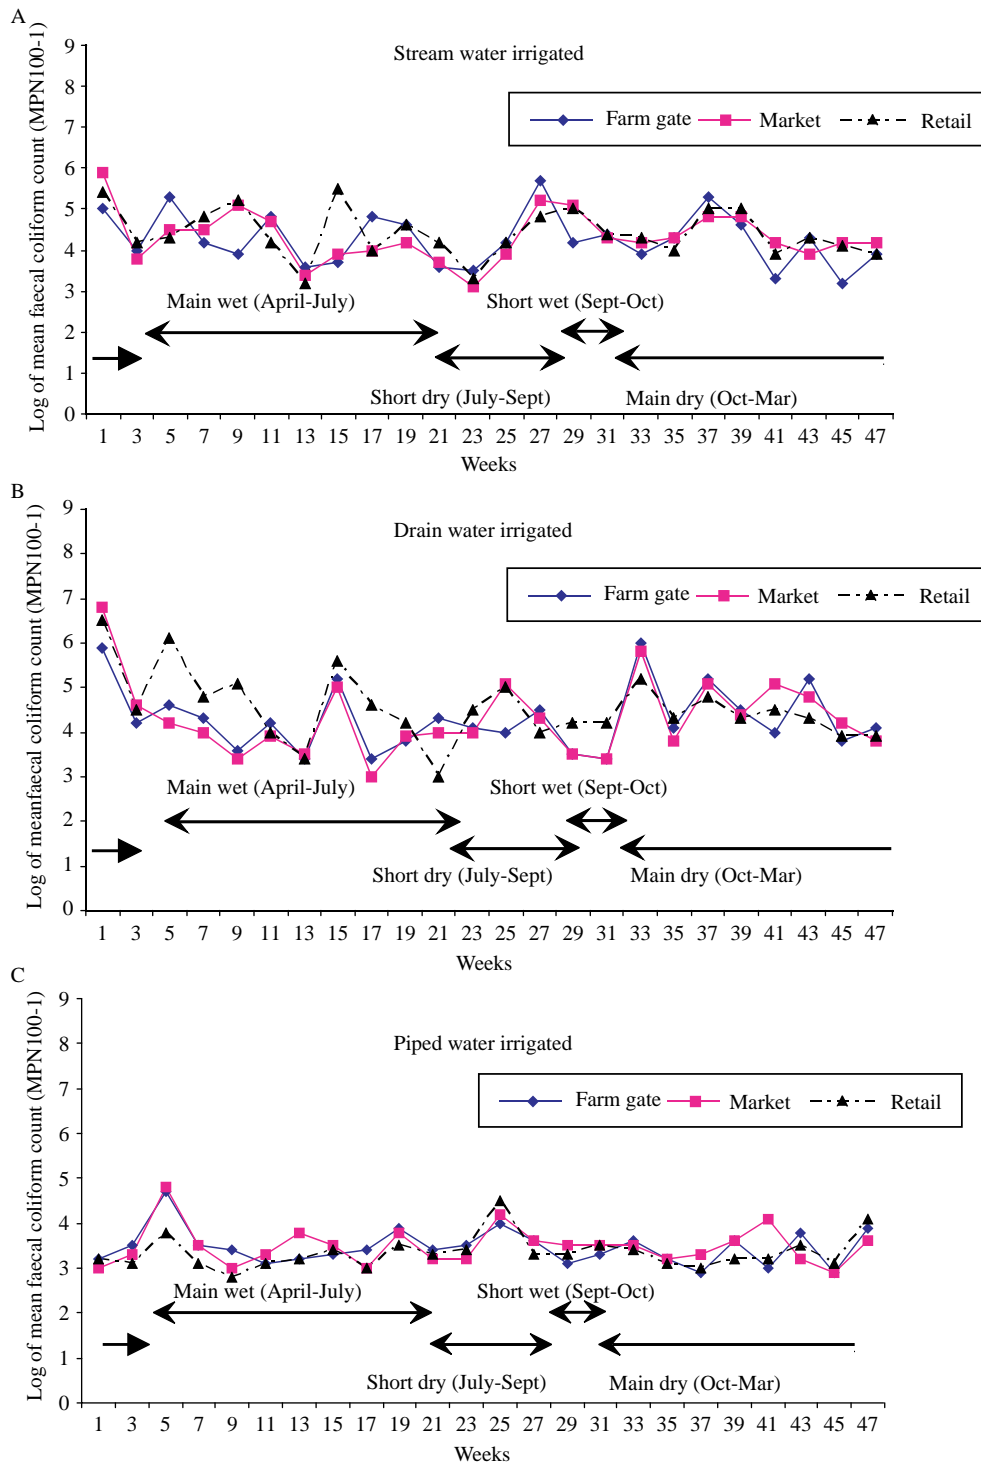 A
Log of mean faecal coliform count (MPN100-1)
Stream water irrigated
Farm gate Market Retail
9
8
7
6
5
4
3
2
1
0
Main wet (April-July)
Short wet (Sept-Oct)
Short dry (July-Sept)
Main dry (Oct-Mar)
1 3 5 7 9 11 13 15 17 19 21 23 25 27 29 31 33 35 37 39 41 43 45 47
Weeks
B
Log of meanfaecal coliform count (MPN100-1)
Drain water irrigated
Farm gate Market Retail
9
8
7
6
5
4
3
2
1
0
Main wet (April-July)
Short wet (Sept-Oct)
Short dry (July-Sept)
Main dry (Oct-Mar)
1 3 5 7 9 11 13 15 17 19 21 23 25 27 29 31 33 35 37 39 41 43 45 47
Weeks
C
Log of mean faecal coliform count (MPN100-1)
Piped water irrigated
Farm gate Market Retail
9
8
7
6
5
4
3
2
1
0
Main wet (April-July)
Short wet (Sept-Oct)
Short dry (July-Sept)
Main dry (Oct-Mar)
1 3 5 7 9 11 13 15 17 19 21 23 25 27 29 31 33 35 37 39 41 43 45 47
Weeks